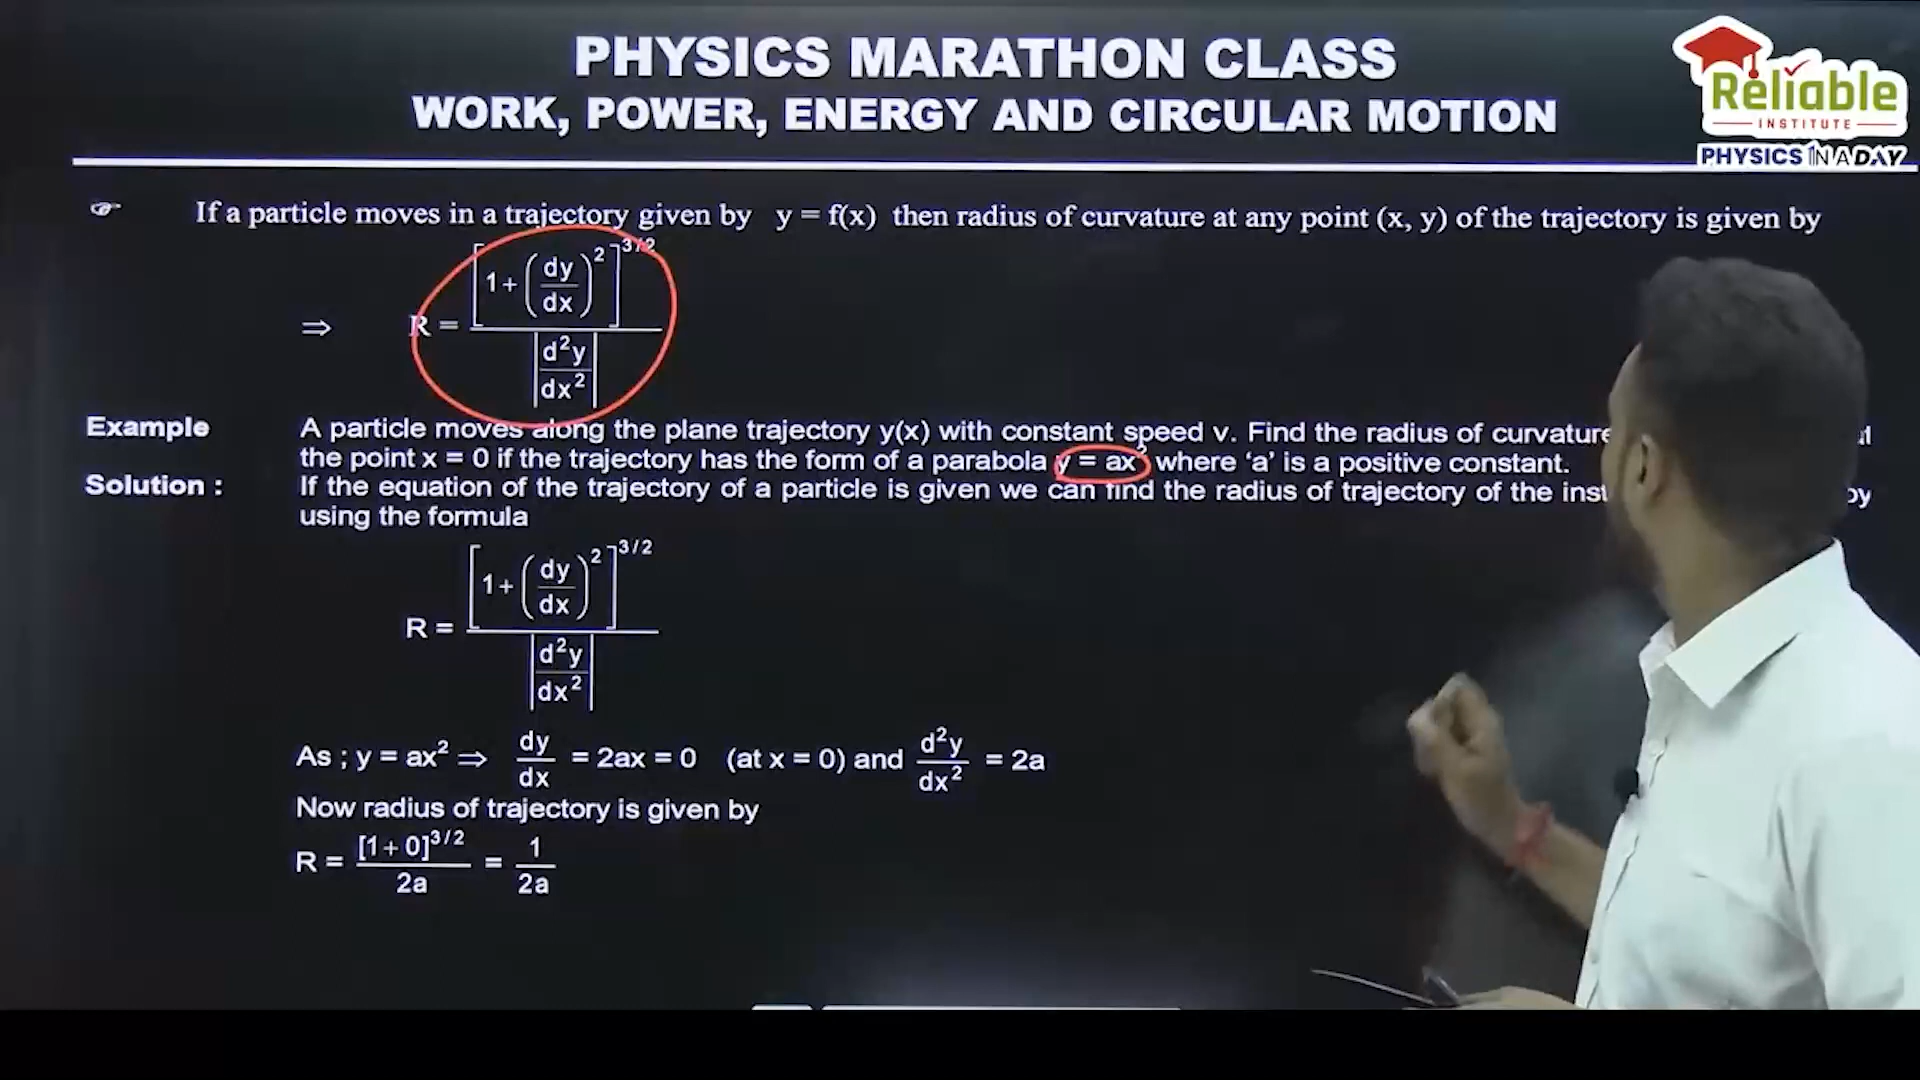 PHYSICS MARATHON CLASS
WORK, POWER, ENERGY AND CIRCULAR MOTION
Reliable
INSTITUTE
PHYSICS IN A DAY
☞ If a particle moves in a trajectory given by y = f(x) then radius of curvature at any point (x, y) of the trajectory is given by
⇒ R = [1+(dy/dx)²]^3/2 / |d²y/dx²|
Example A particle moves along the plane trajectory y(x) with constant speed v. Find the radius of curvature
the point x = 0 if the trajectory has the form of a parabola y = ax² where ‘a’ is a positive constant.
Solution : If the equation of the trajectory of a particle is given we can find the radius of trajectory of the by
using the formula
R = [1+(dy/dx)²]^3/2 / |d²y/dx²|
As ; y = ax² ⇒ dy/dx = 2ax = 0 (at x = 0) and d²y/dx² = 2a
Now radius of trajectory is given by
R = [1+0]^3/2 / 2a = 1/2a